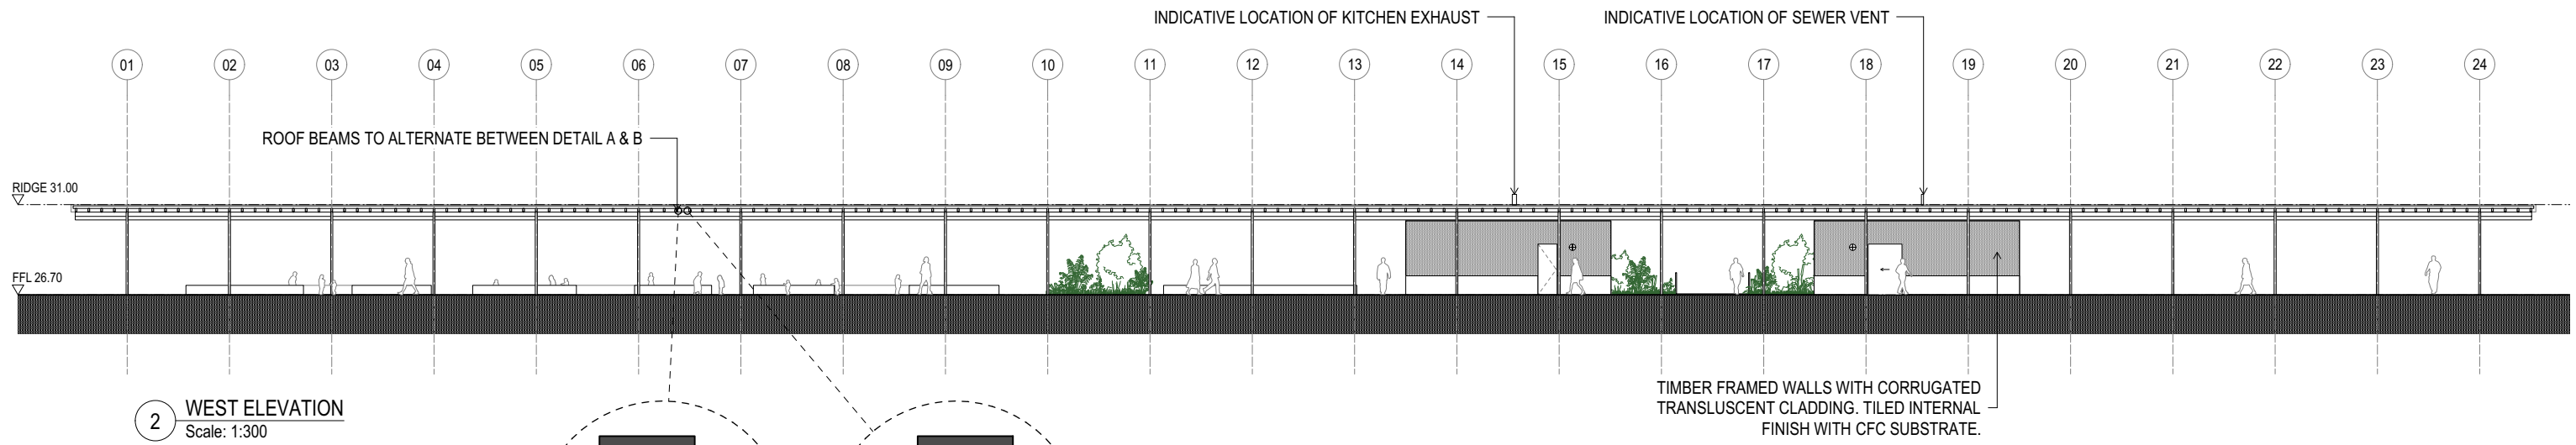 INDICATIVE LOCATION OF KITCHEN EXHAUST
INDICATIVE LOCATION OF SEWER VENT
01 02 03 04 05 06 07 08 09 10 11 12 13 14 15 16 17 18 19 20 21 22 23 24
ROOF BEAMS TO ALTERNATE BETWEEN DETAIL A & B
RIDGE 31.00
FFL 26.70
TIMBER FRAMED WALLS WITH CORRUGATED
TRANSLUSCENT CLADDING. TILED INTERNAL
FINISH WITH CFC SUBSTRATE.
2 WEST ELEVATION
Scale: 1:300